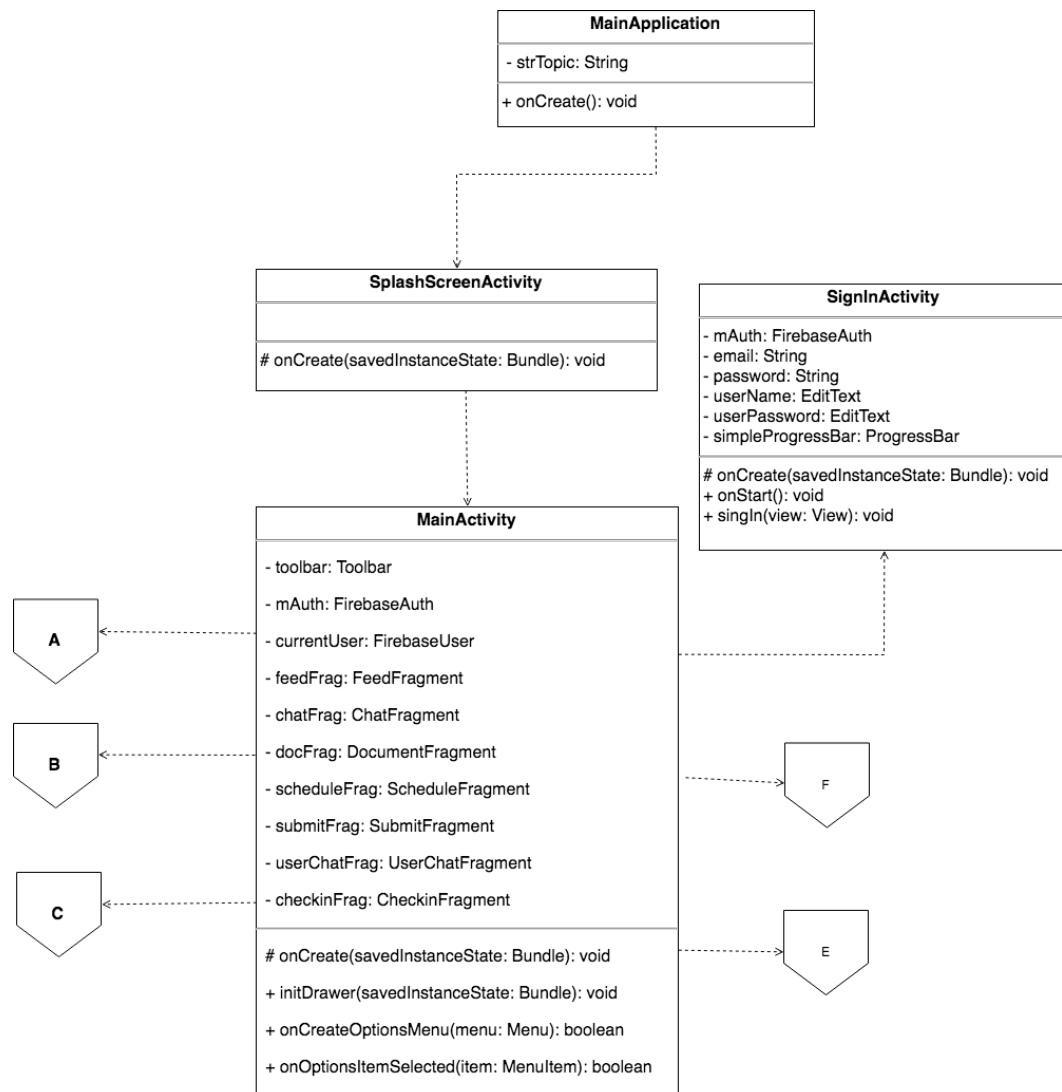 MainApplication
- strTopic: String
+ onCreate(): void
SplashScreenActivity
# onCreate(savedInstanceState: Bundle): void
SignInActivity
- mAuth: FirebaseAuth
- email: String
- password: String
- userName: EditText
- userPassword: EditText
- simpleProgressBar: ProgressBar
# onCreate(savedInstanceState: Bundle): void
+ onStart(): void
+ singIn(view: View): void
MainActivity
- toolbar: Toolbar
- mAuth: FirebaseAuth
- currentUser: FirebaseUser
- feedFrag: FeedFragment
- chatFrag: ChatFragment
- docFrag: DocumentFragment
- scheduleFrag: ScheduleFragment
- submitFrag: SubmitFragment
- userChatFrag: UserChatFragment
- checkinFrag: CheckinFragment
# onCreate(savedInstanceState: Bundle): void
+ initDrawer(savedInstanceState: Bundle): void
+ onCreateOptionsMenu(menu: Menu): boolean
+ onOptionsItemSelected(item: MenuItem): boolean
A
B
C
F
E